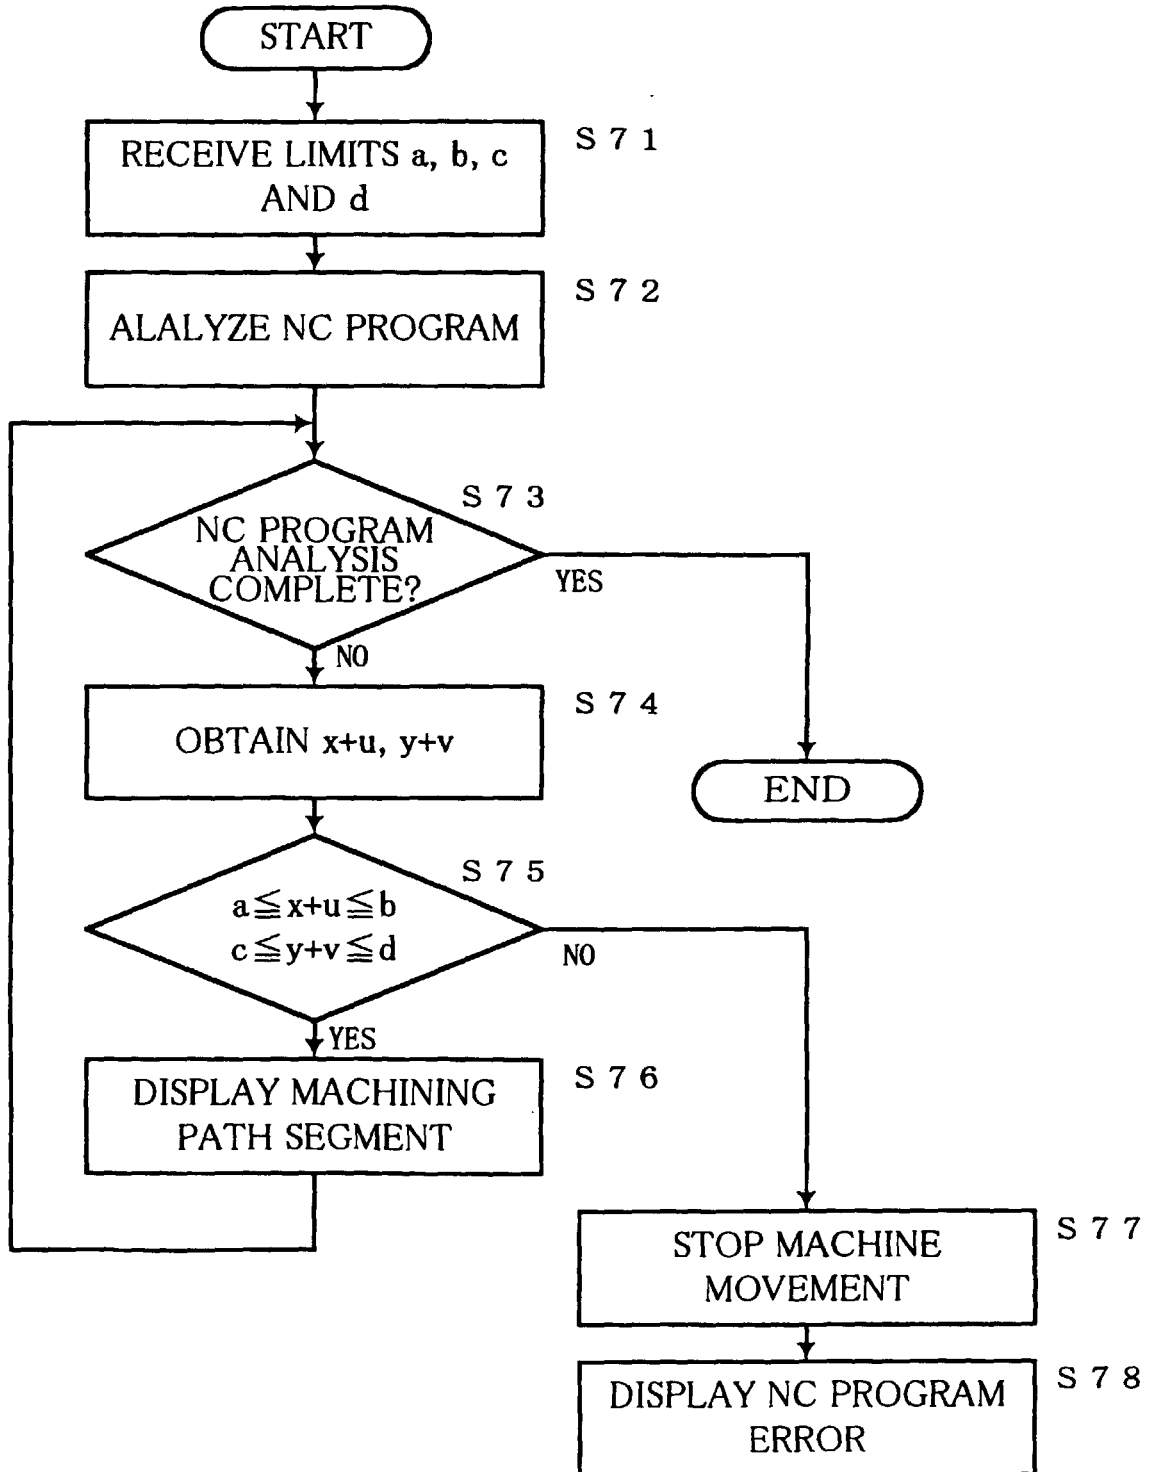 START
RECEIVE LIMITS a, b, c
AND d
S 7 1
ALALYZE NC PROGRAM
S 7 2
S 7 3
NC PROGRAM
ANALYSIS
COMPLETE?
YES
NO
OBTAIN x+u, y+v
S 7 4
END
S 7 5
a≦x+u≦b
c≦y+v≦d
NO
YES
DISPLAY MACHINING
PATH SEGMENT
S 7 6
STOP MACHINE
MOVEMENT
S 7 7
DISPLAY NC PROGRAM
ERROR
S 7 8